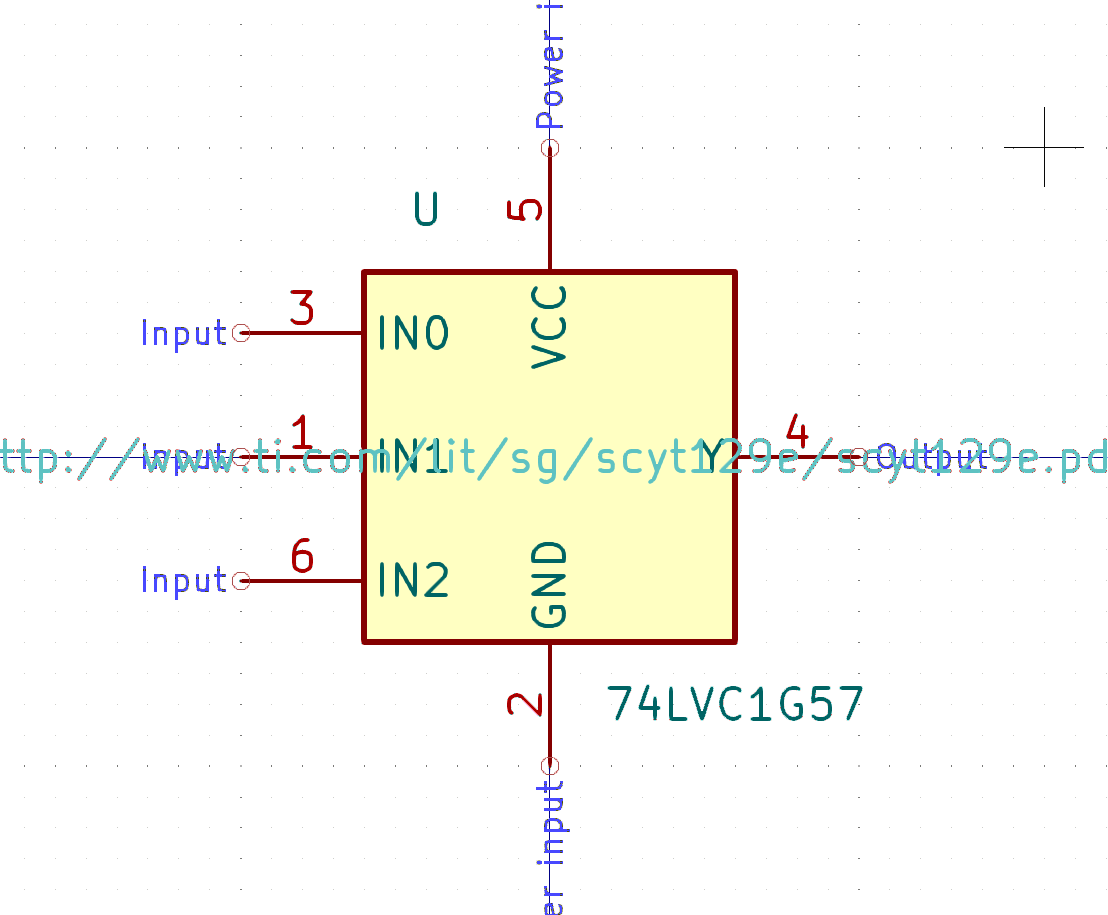 Power i
U
5
VCC
3
Input
IN0
1
Input
IN1
4
Y
Output
ttp://www.ti.com/lit/sg/scyt129e/scyt129e.pd
6
Input
IN2
GND
2
74LVC1G57
er input